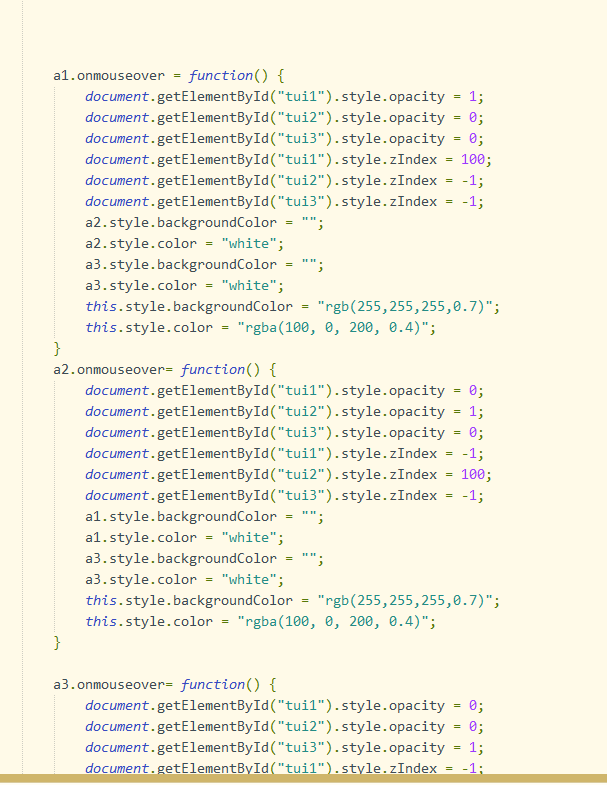 a1.onmouseover = function() {
document.getElementById("tui1").style.opacity = 1;
document.getElementById("tui2").style.opacity = 0;
document.getElementById("tui3").style.opacity = 0;
document.getElementById("tui1").style.zIndex = 100;
document.getElementById("tui2").style.zIndex = -1;
document.getElementById("tui3").style.zIndex = -1;
a2.style.backgroundColor = "";
a2.style.color = "white";
a3.style.backgroundColor = "";
a3.style.color = "white";
this.style.backgroundColor = "rgb(255,255,255,0.7)";
this.style.color = "rgba(100, 0, 200, 0.4)";
}
a2.onmouseover= function() {
document.getElementById("tui1").style.opacity = 0;
document.getElementById("tui2").style.opacity = 1;
document.getElementById("tui3").style.opacity = 0;
document.getElementById("tui1").style.zIndex = -1;
document.getElementById("tui2").style.zIndex = 100;
document.getElementById("tui3").style.zIndex = -1;
a1.style.backgroundColor = "";
a1.style.color = "white";
a3.style.backgroundColor = "";
a3.style.color = "white";
this.style.backgroundColor = "rgb(255,255,255,0.7)";
this.style.color = "rgba(100, 0, 200, 0.4)";
}
a3.onmouseover= function() {
document.getElementById("tui1").style.opacity = 0;
document.getElementById("tui2").style.opacity = 0;
document.getElementById("tui3").style.opacity = 1;
document.getElementById("tui1").style.zIndex = -1;